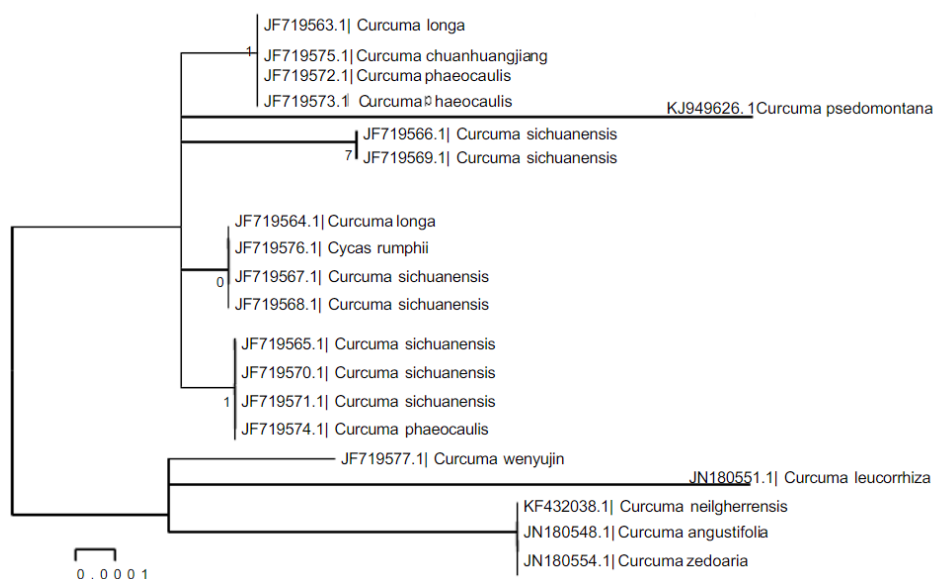 JF719563.1| Curcuma longa
1
JF719575.1| Curcuma chuanhuangjiang
JF719572.1| Curcuma phaeocaulis
JF719573.1| Curcuma phaeocaulis
KJ949626.1Curcuma psedomontana
JF719566.1| Curcuma sichuanensis
7
JF719569.1| Curcuma sichuanensis
JF719564.1| Curcuma longa
JF719576.1| Cycas rumphii
JF719567.1| Curcuma sichuanensis
0
JF719568.1| Curcuma sichuanensis
JF719565.1| Curcuma sichuanensis
JF719570.1| Curcuma sichuanensis
JF719571.1| Curcuma sichuanensis
1
JF719574.1| Curcuma phaeocaulis
JF719577.1| Curcuma wenyujin
JN180551.1| Curcuma leucorrhiza
KF432038.1| Curcuma neilgherrensis
JN180548.1| Curcuma angustifolia
JN180554.1| Curcuma zedoaria
0.0001